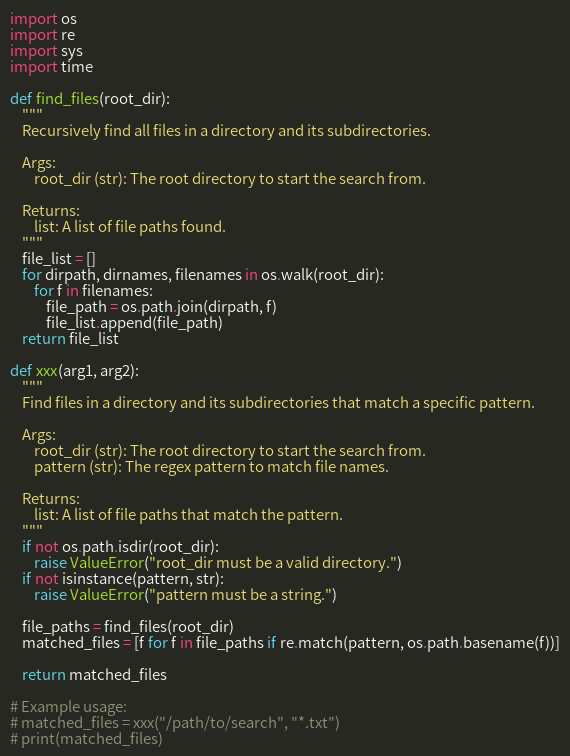 import os
import re
import sys
import time

def find_files(root_dir):
    """
    Recursively find all files in a directory and its subdirectories.

    Args:
        root_dir (str): The root directory to start the search from.

    Returns:
        list: A list of file paths found.
    """
    file_list = []
    for dirpath, dirnames, filenames in os.walk(root_dir):
        for f in filenames:
            file_path = os.path.join(dirpath, f)
            file_list.append(file_path)
    return file_list

def xxx(arg1, arg2):
    """
    Find files in a directory and its subdirectories that match a specific pattern.

    Args:
        root_dir (str): The root directory to start the search from.
        pattern (str): The regex pattern to match file names.

    Returns:
        list: A list of file paths that match the pattern.
    """
    if not os.path.isdir(root_dir):
        raise ValueError("root_dir must be a valid directory.")
    if not isinstance(pattern, str):
        raise ValueError("pattern must be a string.")

    file_paths = find_files(root_dir)
    matched_files = [f for f in file_paths if re.match(pattern, os.path.basename(f))]

    return matched_files

# Example usage:
# matched_files = xxx("/path/to/search", "*.txt")
# print(matched_files)